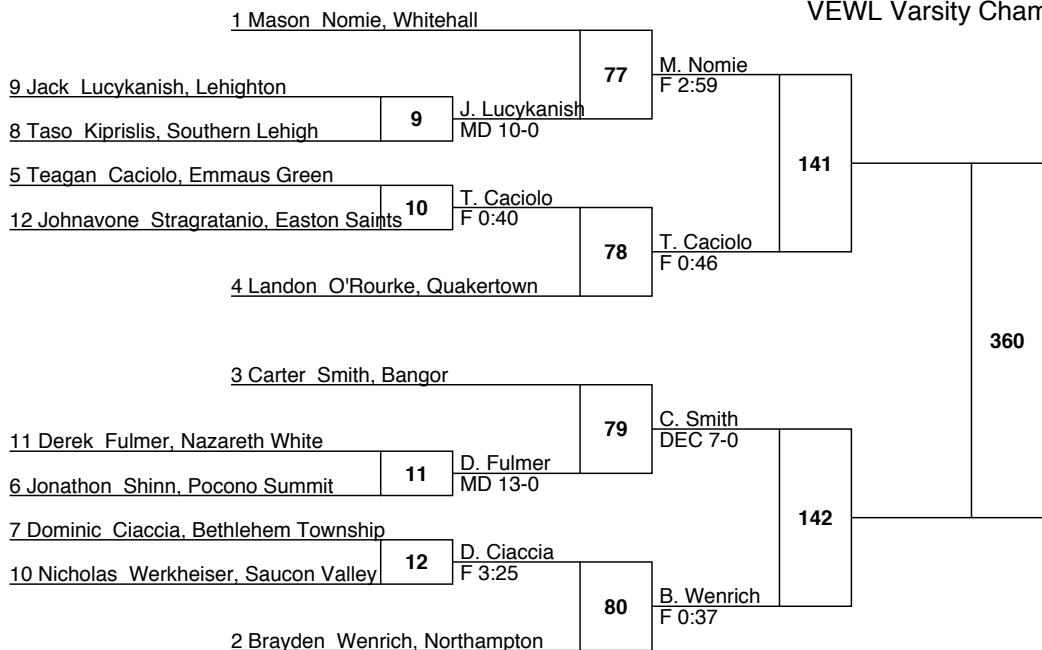 VEWL Varsity Cham
1 Mason Nomie, Whitehall
77
M. Nomie
F 2:59
9 Jack Lucykanish, Lehighton
9
J. Lucykanish
MD 10-0
8 Taso Kiprislis, Southern Lehigh
141
5 Teagan Caciolo, Emmaus Green
10
T. Caciolo
F 0:40
12 Johnavone Stragratanio, Easton Saints
78
T. Caciolo
F 0:46
4 Landon O'Rourke, Quakertown
360
3 Carter Smith, Bangor
79
C. Smith
DEC 7-0
11 Derek Fulmer, Nazareth White
11
D. Fulmer
MD 13-0
6 Jonathon Shinn, Pocono Summit
142
7 Dominic Ciaccia, Bethlehem Township
12
D. Ciaccia
F 3:25
10 Nicholas Werkheiser, Saucon Valley
80
B. Wenrich
F 0:37
2 Brayden Wenrich, Northampton